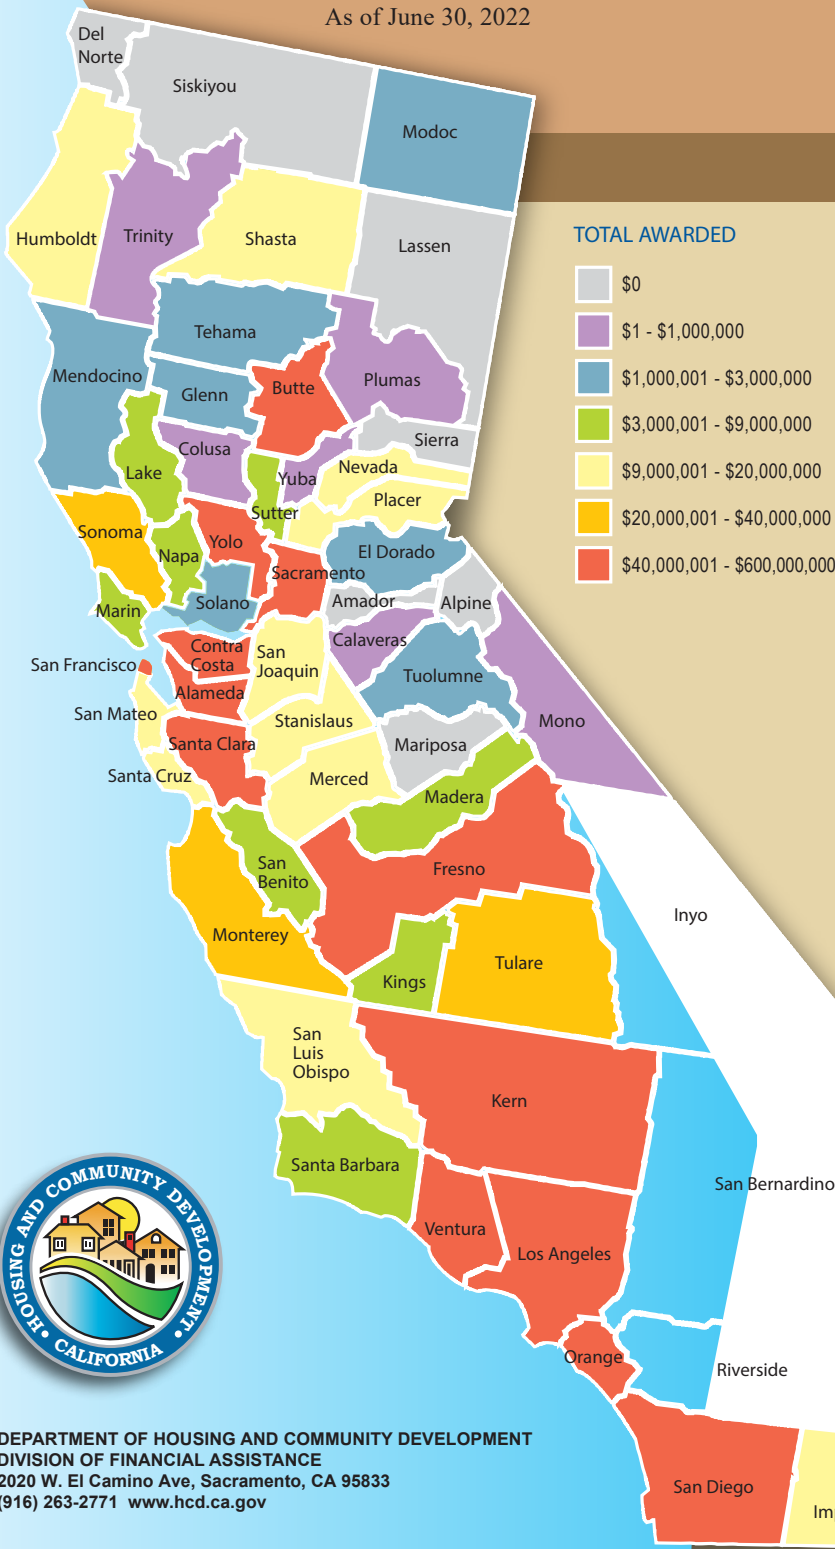 As of June 30, 2022
Del
Norte
Siskiyou
Modoc
Humboldt
Trinity
Shasta
Lassen
TOTAL AWARDED
$0
$1 - $1,000,000
$1,000,001 - $3,000,000
$3,000,001 - $9,000,000
$9,000,001 - $20,000,000
$20,000,001 - $40,000,000
$40,000,001 - $600,000,000
Tehama
Mendocino
Glenn
Butte
Plumas
Colusa
Sierra
Lake
Yuba
Nevada
Placer
Sutter
Sonoma
Napa
Yolo
El Dorado
Sacramento
Marin
Solano
Amador
Alpine
Calaveras
Contra
Costa
San
Joaquin
San Francisco
Tuolumne
Alameda
San Mateo
Stanislaus
Mono
Santa Clara
Mariposa
Santa Cruz
Merced
Madera
San
Benito
Fresno
Inyo
Monterey
Tulare
Kings
San
Luis
Obispo
Kern
Santa Barbara
San Bernardino
Ventura
Los Angeles
Orange
Riverside
San Diego
Im
HOUSING AND COMMUNITY DEVELOPMENT
• CALIFORNIA •
DEPARTMENT OF HOUSING AND COMMUNITY DEVELOPMENT
DIVISION OF FINANCIAL ASSISTANCE
2020 W. El Camino Ave, Sacramento, CA 95833
(916) 263-2771 www.hcd.ca.gov